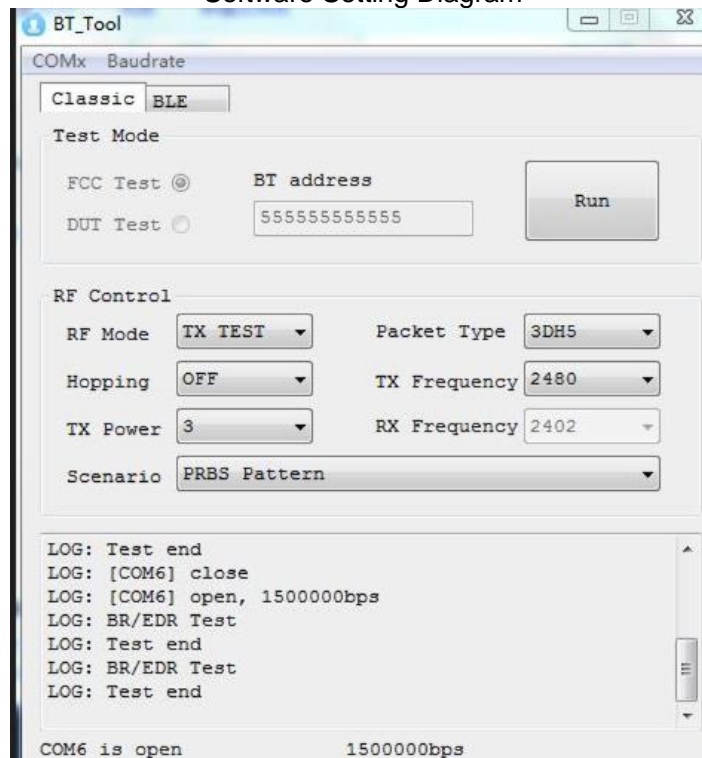 Software Setting Diagram
BT_Tool
COMx Baudrate
Classic BLE
Test Mode
FCC Test BT address
Run
DUT Test 555555555555
RF Control
RF Mode TX TEST Packet Type 3DH5
Hopping OFF TX Frequency 2480
TX Power 3 RX Frequency 2402
Scenario PRBS Pattern
LOG: Test end
LOG: [COM6] close
LOG: [COM6] open, 1500000bps
LOG: BR/EDR Test
LOG: Test end
LOG: BR/EDR Test
LOG: Test end
COM6 is open 1500000bps